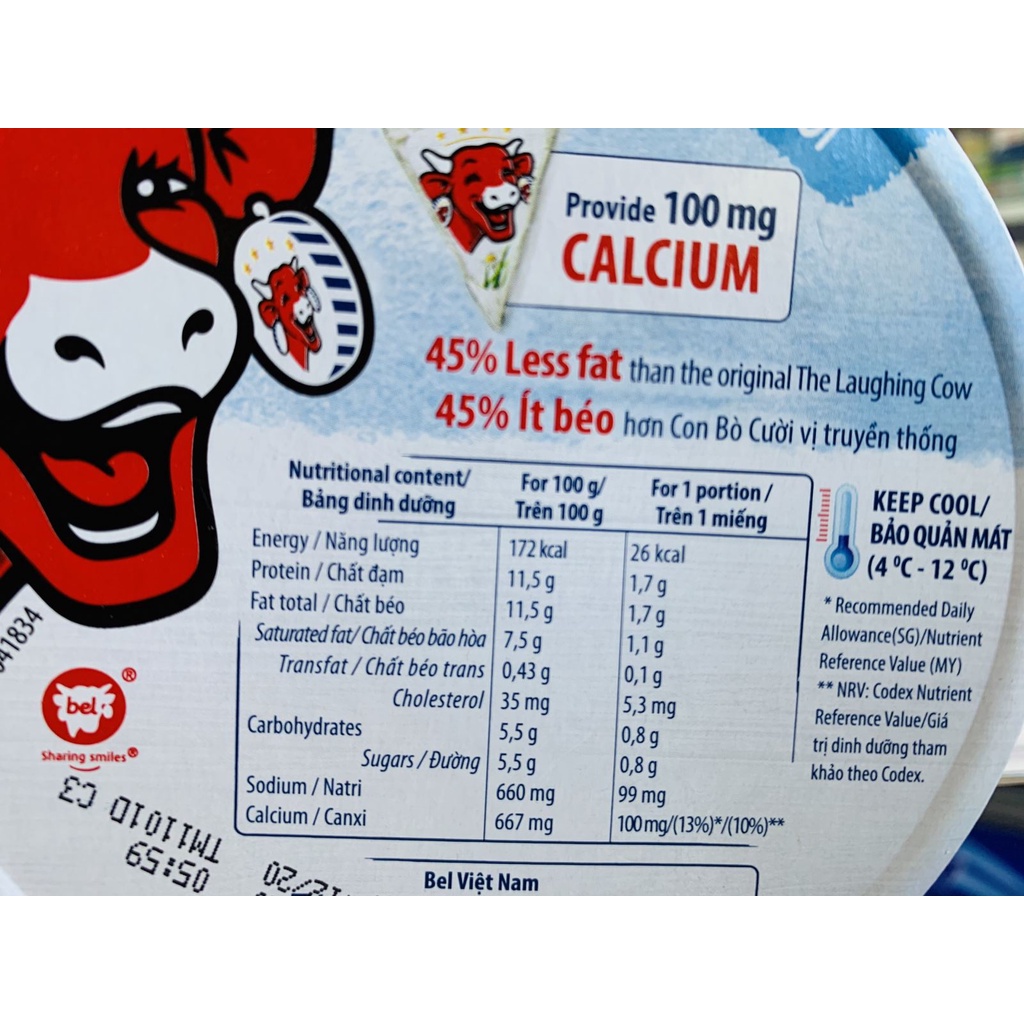 Provide 100 mg
CALCIUM
45% Less fat than the original The Laughing Cow
45% Ít béo hơn Con Bò Cười vị truyền thống
Nutritional content/ For 100 g/ For 1 portion /
Bảng dinh dưỡng Trên 100 g Trên 1 miếng
Energy / Năng lượng 172 kcal 26 kcal
Protein / Chất đạm 11,5 g 1,7 g
Fat total / Chất béo 11,5 g 1,7 g
Saturated fat/ Chất béo bão hòa 7,5 g 1,1 g
Transfat / Chất béo trans 0,43 g 0,1 g
Cholesterol 35 mg 5,3 mg
Carbohydrates 5,5 g 0,8 g
Sugars / Đường 5,5 g 0,8 g
Sodium / Natri 660 mg 99 mg
Calcium / Canxi 667 mg 100 mg/(13%)*/(10%)**
KEEP COOL/
BẢO QUẢN MÁT
(4 ⁰C - 12 ⁰C)
* Recommended Daily
Allowance(SG)/Nutrient
Reference Value (MY)
** NRV: Codex Nutrient
Reference Value/Giá
trị dinh dưỡng tham
khảo theo Codex.
41834
bel ®
Sharing smiles®
TM11010 C3
05:59
Bel Việt Nam